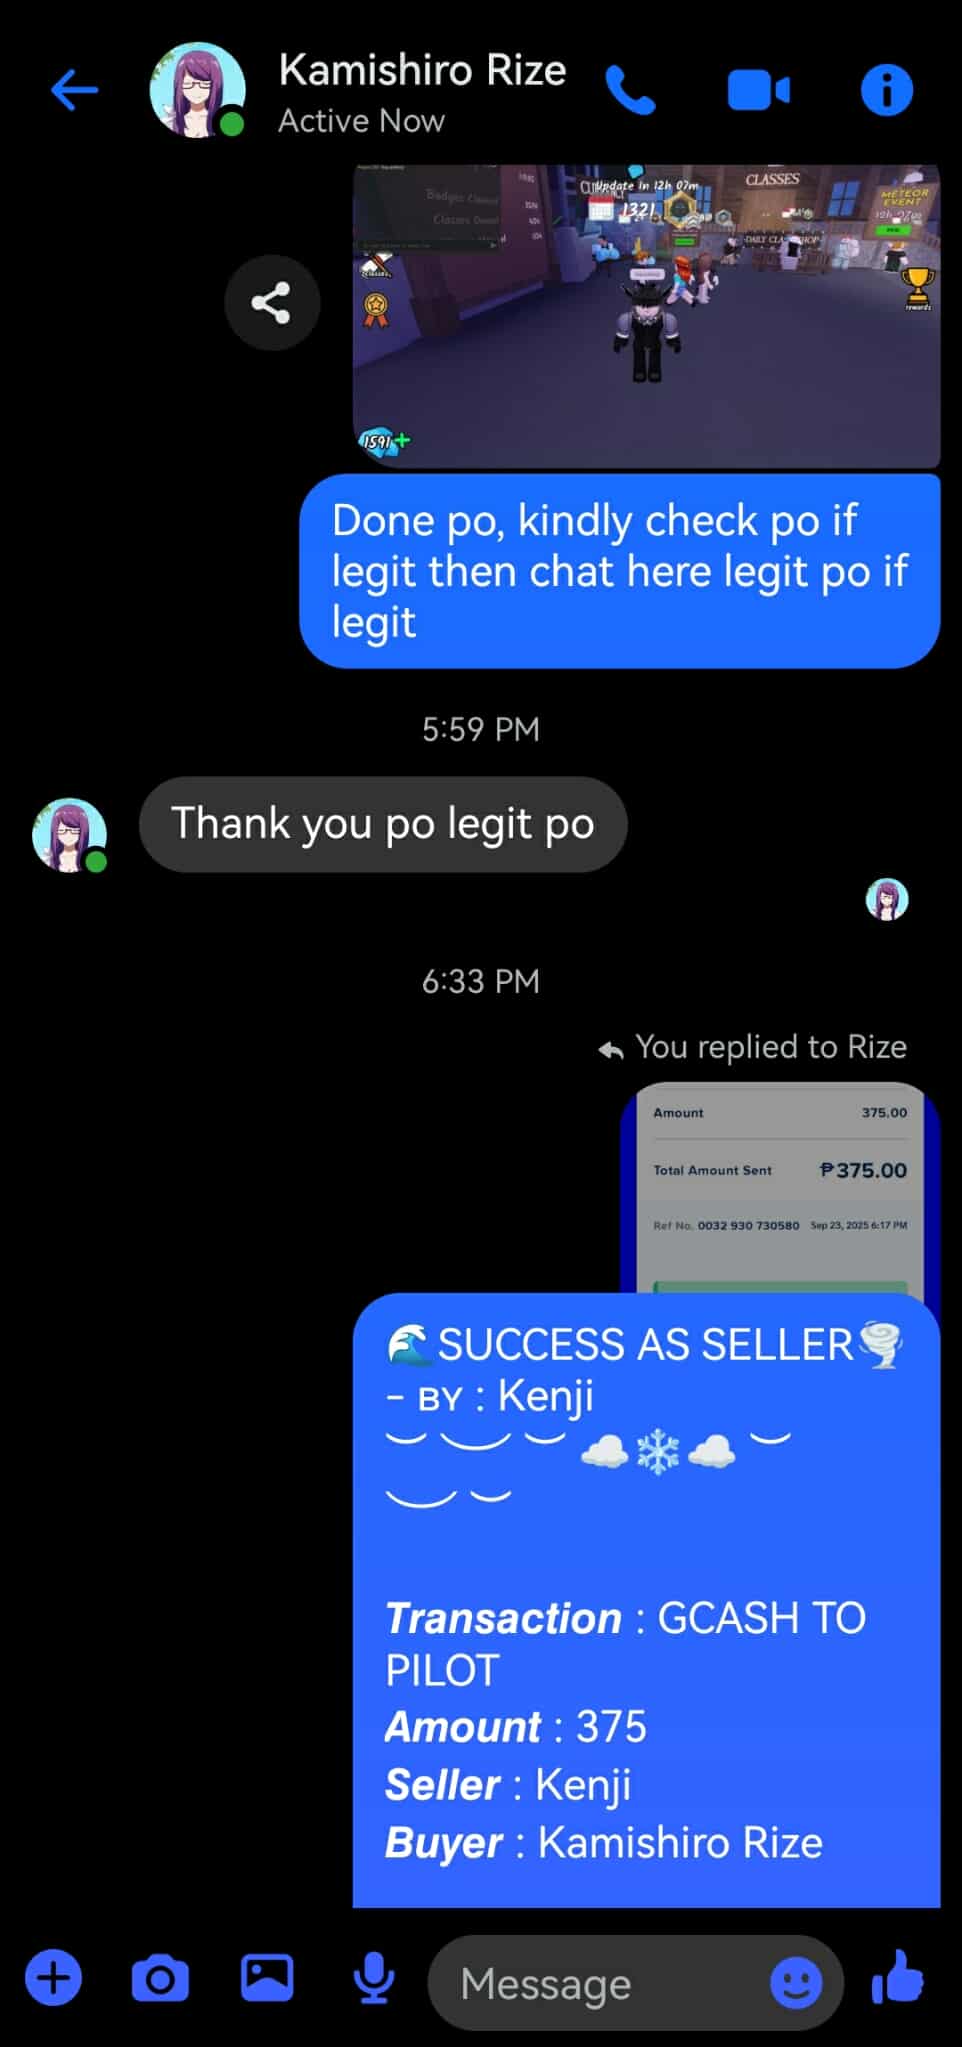 Kamishiro Rize
Active Now
Update in 12h 07m
CLASSES
1321
METEOR
EVENT
12h 07m
Badges Claimed
DAILY CLASS SHOP
classes
rewards
1591+
Done po, kindly check po if
legit then chat here legit po if
legit
5:59 PM
Thank you po legit po
6:33 PM
You replied to Rize
Amount 375.00
Total Amount Sent ₱375.00
Ref No. 0032 930 730580 Sep 23, 2025 6:17 PM
🌊SUCCESS AS SELLER🌪️
- ʙʏ : Kenji
︶ ︶ ︶ ☁️❄️☁️ ︶
︶ ︶
Transaction : GCASH TO
PILOT
Amount : 375
Seller : Kenji
Buyer : Kamishiro Rize
Message